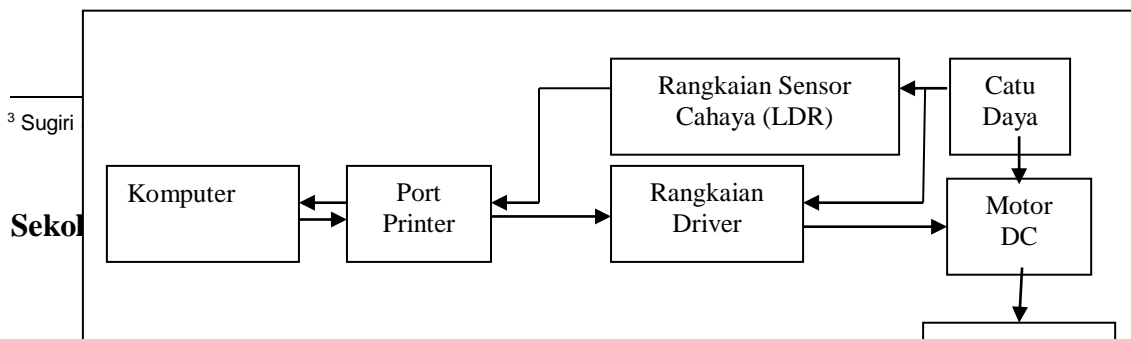 Rangkaian Sensor
Cahaya (LDR)
Catu
Daya
³ Sugiri
Komputer
Port
Printer
Rangkaian
Driver
Motor
DC
Sekol